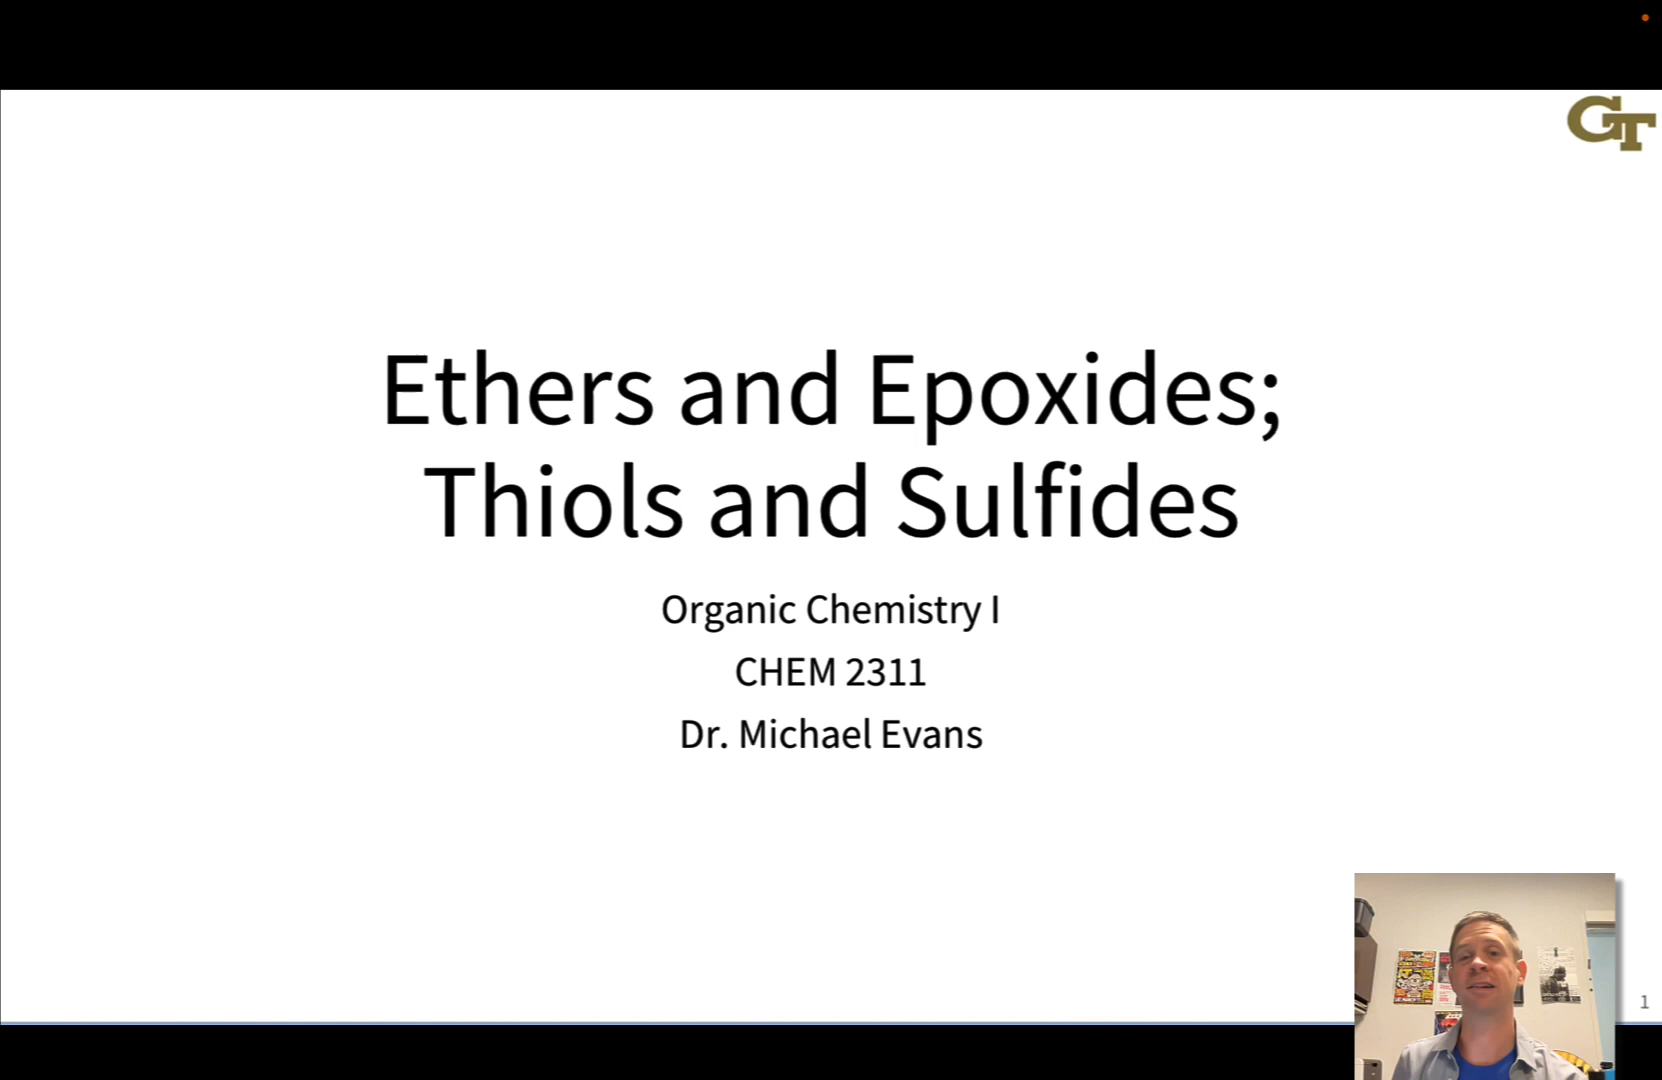 GT
Ethers and Epoxides;
Thiols and Sulfides
Organic Chemistry I
CHEM 2311
Dr. Michael Evans
1